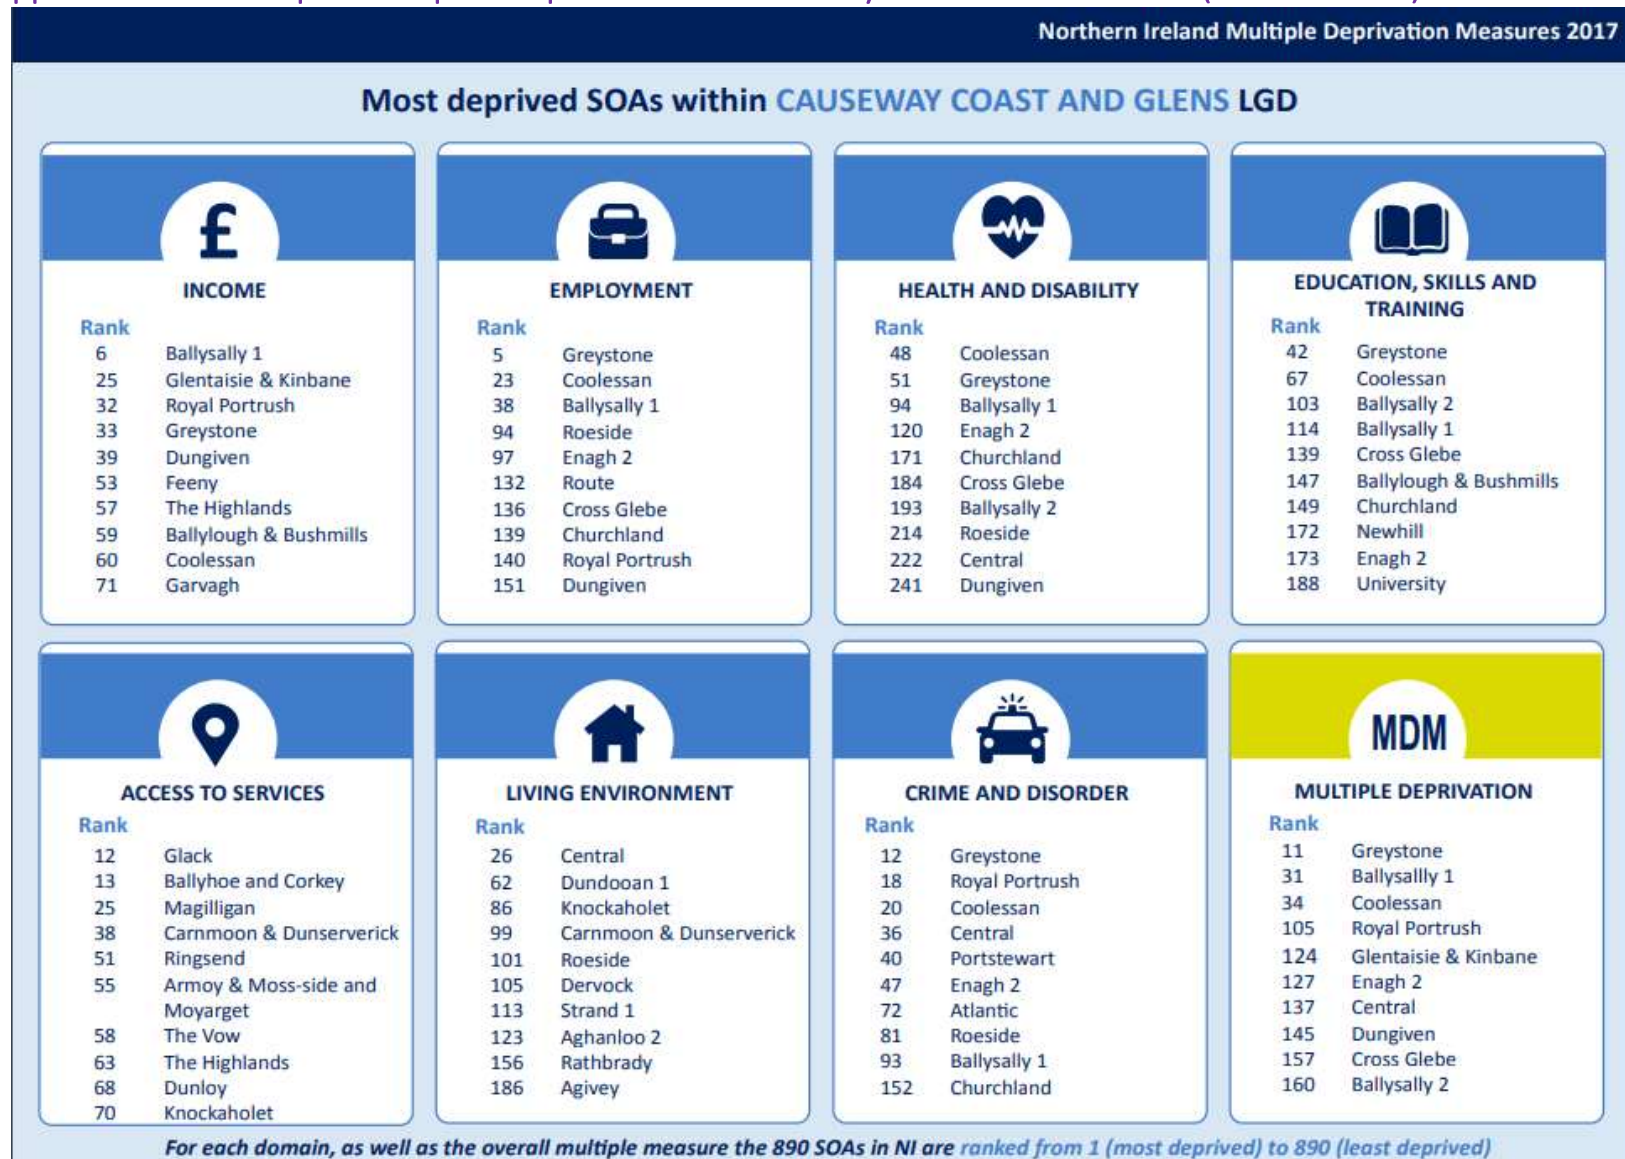 Northern Ireland Multiple Deprivation Measures 2017
Most deprived SOAs within CAUSEWAY COAST AND GLENS LGD
£
INCOME
Rank
6 Ballysally 1
25 Glentaisie & Kinbane
32 Royal Portrush
33 Greystone
39 Dungiven
53 Feeny
57 The Highlands
59 Ballylough & Bushmills
60 Coolessan
71 Garvagh
EMPLOYMENT
Rank
5 Greystone
23 Coolessan
38 Ballysally 1
94 Roeside
97 Enagh 2
132 Route
136 Cross Glebe
139 Churchland
140 Royal Portrush
151 Dungiven
HEALTH AND DISABILITY
Rank
48 Coolessan
51 Greystone
94 Ballysally 1
120 Enagh 2
171 Churchland
184 Cross Glebe
193 Ballysally 2
214 Roeside
222 Central
241 Dungiven
EDUCATION, SKILLS AND
TRAINING
Rank
42 Greystone
67 Coolessan
103 Ballysally 2
114 Ballysally 1
139 Cross Glebe
147 Ballylough & Bushmills
149 Churchland
172 Newhill
173 Enagh 2
188 University
ACCESS TO SERVICES
Rank
12 Glack
13 Ballyhoe and Corkey
25 Magilligan
38 Carnmoon & Dunserverick
51 Ringsend
55 Armoy & Moss-side and
Moyarget
58 The Vow
63 The Highlands
68 Dunloy
70 Knockaholet
LIVING ENVIRONMENT
Rank
26 Central
62 Dundooan 1
86 Knockaholet
99 Carnmoon & Dunserverick
101 Roeside
105 Dervock
113 Strand 1
123 Aghanloo 2
156 Rathbrady
186 Agivey
CRIME AND DISORDER
Rank
12 Greystone
18 Royal Portrush
20 Coolessan
36 Central
40 Portstewart
47 Enagh 2
72 Atlantic
81 Roeside
93 Ballysally 1
152 Churchland
MDM
MULTIPLE DEPRIVATION
Rank
11 Greystone
31 Ballysallly 1
34 Coolessan
105 Royal Portrush
124 Glentaisie & Kinbane
127 Enagh 2
137 Central
145 Dungiven
157 Cross Glebe
160 Ballysally 2
For each domain, as well as the overall multiple measure the 890 SOAs in NI are ranked from 1 (most deprived) to 890 (least deprived)